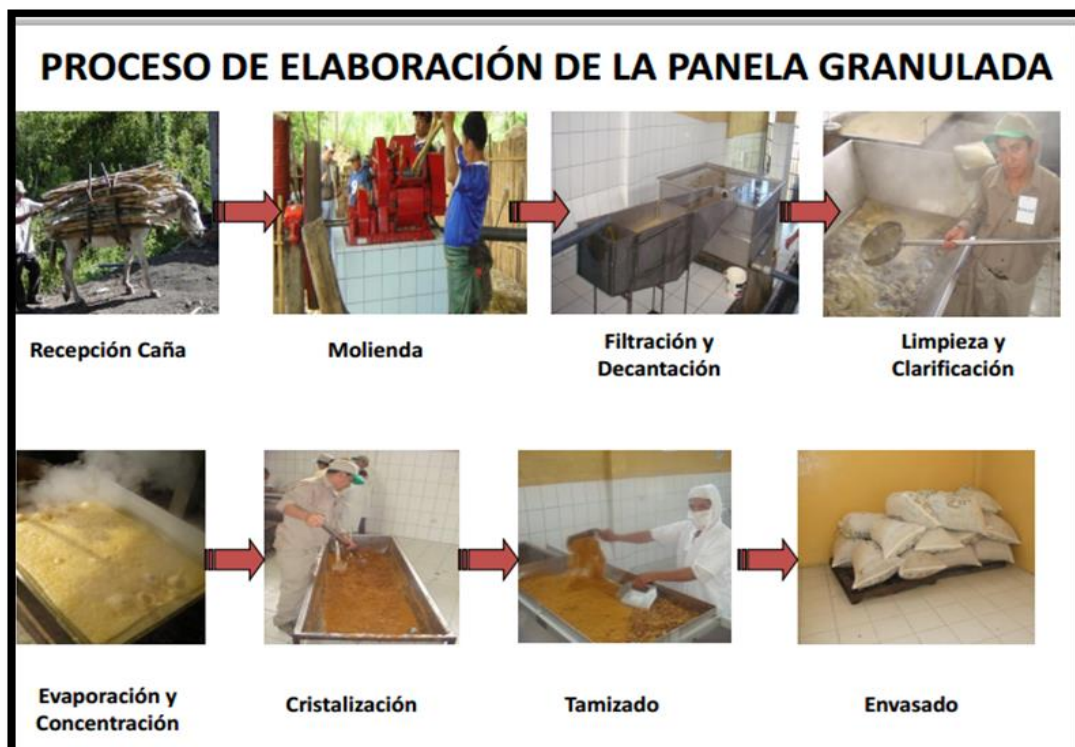 PROCESO DE ELABORACIÓN DE LA PANELA GRANULADA
Recepción Caña
Molienda
Filtración y
Decantación
Limpieza y
Clarificación
Evaporación y
Concentración
Cristalización
Tamizado
Envasado